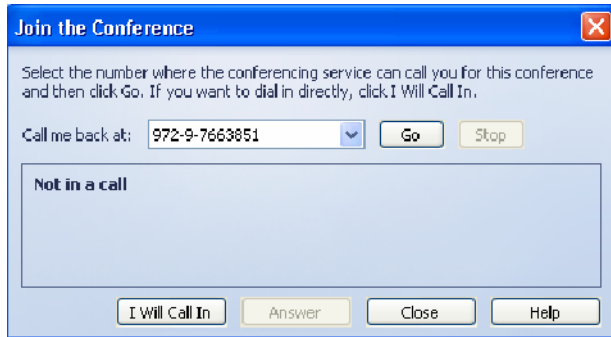 Join the Conference
Select the number where the conferencing service can call you for this conference
and then click Go. If you want to dial in directly, click I Will Call In.
Call me back at: 972-9-7663851 Go Stop
Not in a call
I Will Call In Answer Close Help